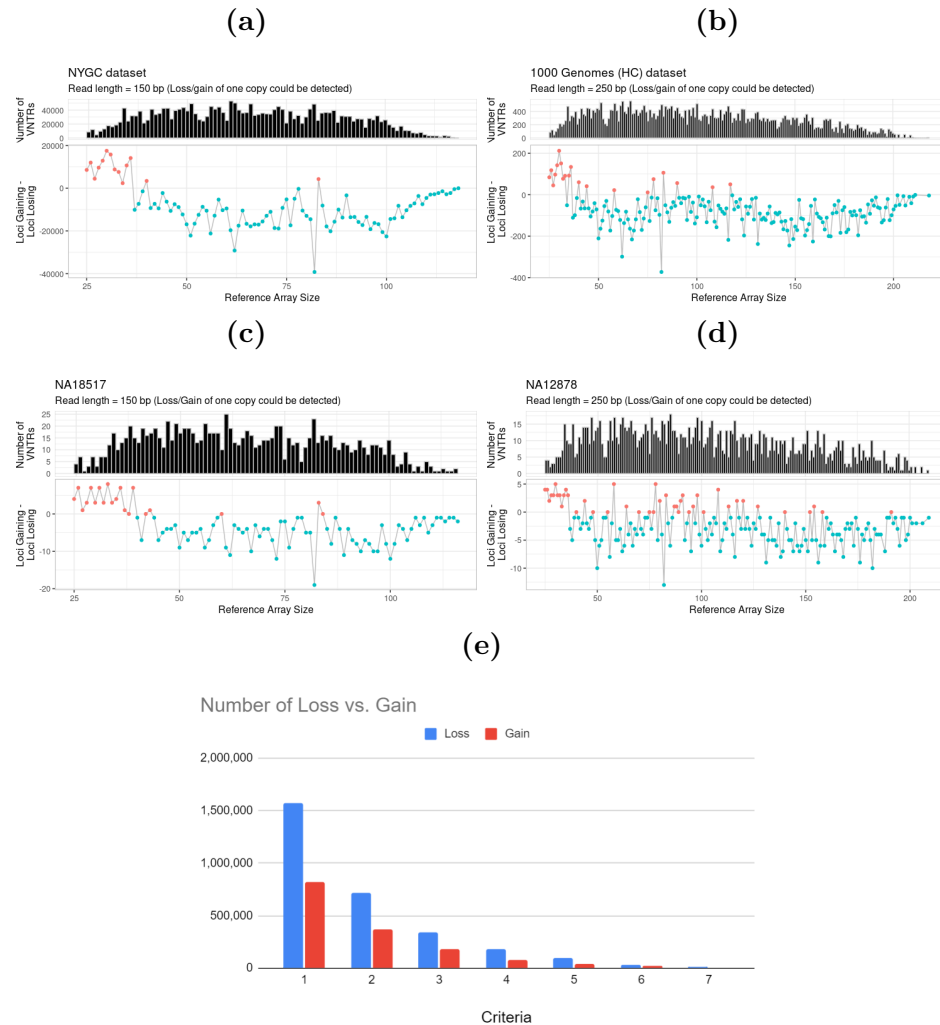 (a)
NYGC dataset
Read length = 150 bp (Loss/gain of one copy could be detected)
Number of
VNTRs
40000
20000
0
Loci Gaining -
Loci Losing
20000
0
-20000
-40000
25
50
75
100
Reference Array Size
(b)
1000 Genomes (HC) dataset
Read length = 250 bp (Loss/gain of one copy could be detected)
Number of
VNTRs
400
200
0
Loci Gaining -
Loci Losing
200
0
-200
-400
50
100
150
200
Reference Array Size
(c)
NA18517
Read length = 150 bp (Loss/Gain of one copy could be detected)
Number of
VNTRs
25
20
15
10
5
0
Loci Gaining -
Loci Losing
0
-10
-20
25
50
75
100
Reference Array Size
(d)
NA12878
Read length = 250 bp (Loss/Gain of one copy could be detected)
Number of
VNTRs
15
10
5
0
Loci Gaining -
Loci Losing
5
0
-5
-10
50
100
150
200
Reference Array Size
(e)
Number of Loss vs. Gain
Loss
Gain
2,000,000
1,500,000
1,000,000
500,000
0
1
2
3
4
5
6
7
Criteria